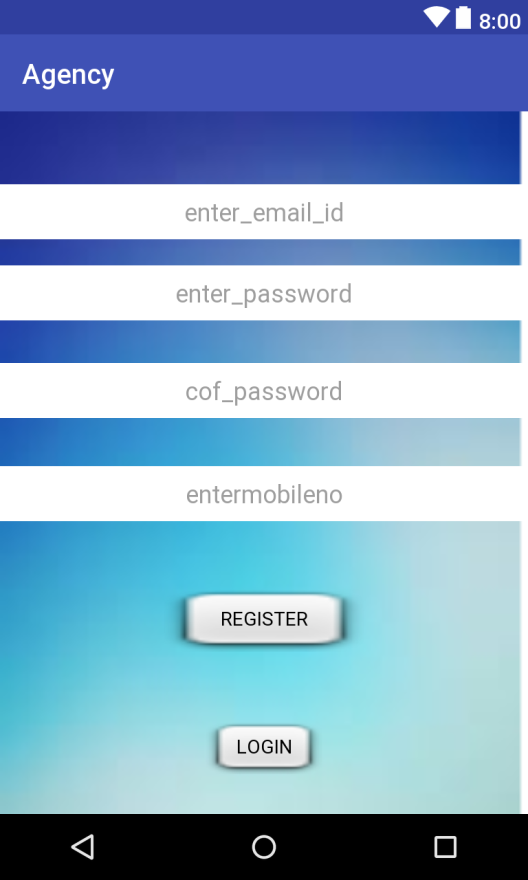 8:00
Agency
enter_email_id
enter_password
cof_password
entermobileno
REGISTER
LOGIN